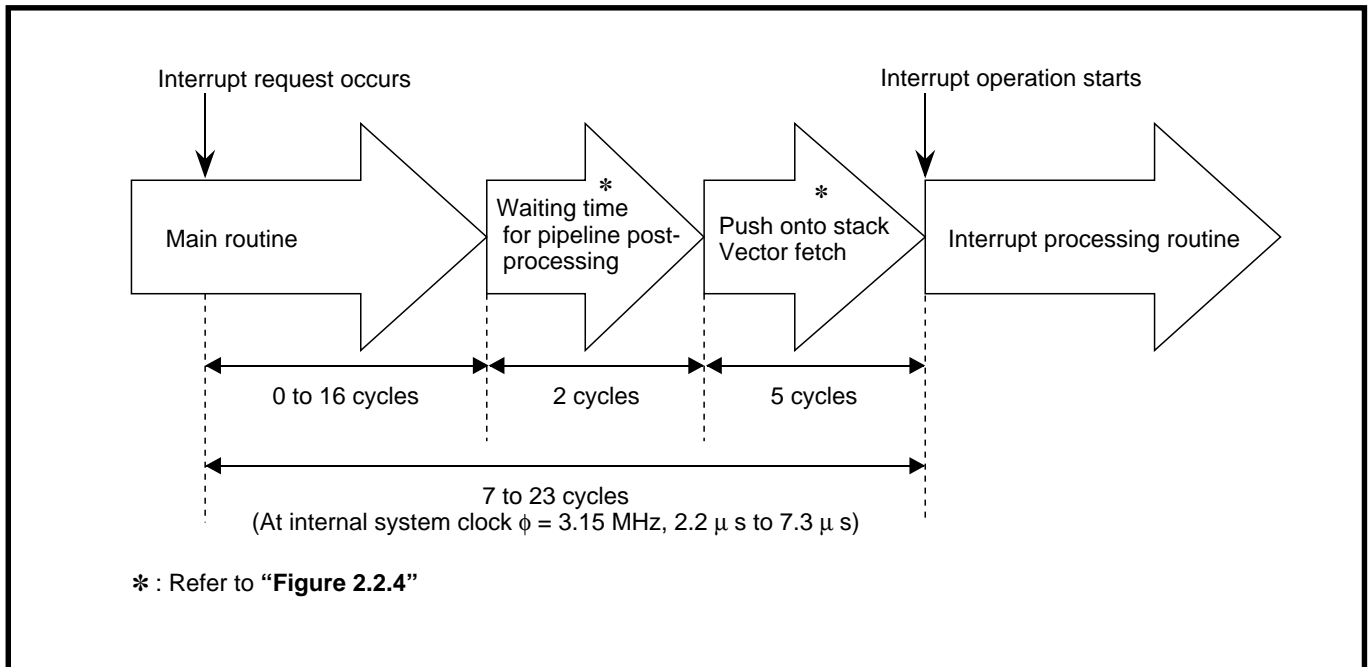 Interrupt request occurs
Interrupt operation starts
Main routine
✻
Waiting time
for pipeline post-
processing
✻
Push onto stack
Vector fetch
Interrupt processing routine
0 to 16 cycles
2 cycles
5 cycles
7 to 23 cycles
(At internal system clock ϕ = 3.15 MHz, 2.2 μ s to 7.3 μ s)
✻ : Refer to “Figure 2.2.4”